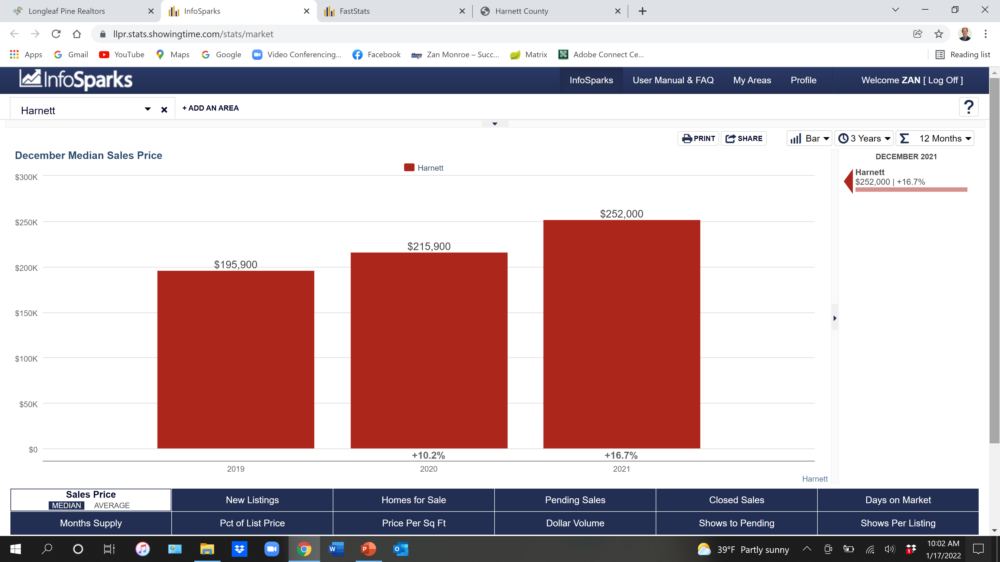 Longleaf Pine Realtors
InfoSparks
FastStats
Harnett County
llpr.stats.showingtime.com/stats/market
Apps
Gmail
YouTube
Maps
Google
Video Conferencing...
Facebook
Zan Monroe – Succ...
Matrix
Adobe Connect Ce...
Reading list
InfoSparks
InfoSparks
User Manual & FAQ
My Areas
Profile
Welcome ZAN [ Log Off ]
Harnett
+ ADD AN AREA
?
PRINT
SHARE
Bar
3 Years
Σ 12 Months
December Median Sales Price
Harnett
DECEMBER 2021
Harnett
$252,000 | +16.7%
$300K
$250K
$200K
$150K
$100K
$50K
$0
$195,900
$215,900
$252,000
+10.2%
+16.7%
2019
2020
2021
Harnett
Sales Price
MEDIAN AVERAGE
New Listings
Homes for Sale
Pending Sales
Closed Sales
Days on Market
Months Supply
Pct of List Price
Price Per Sq Ft
Dollar Volume
Shows to Pending
Shows Per Listing
39°F Partly sunny
1
10:02 AM
1/17/2022